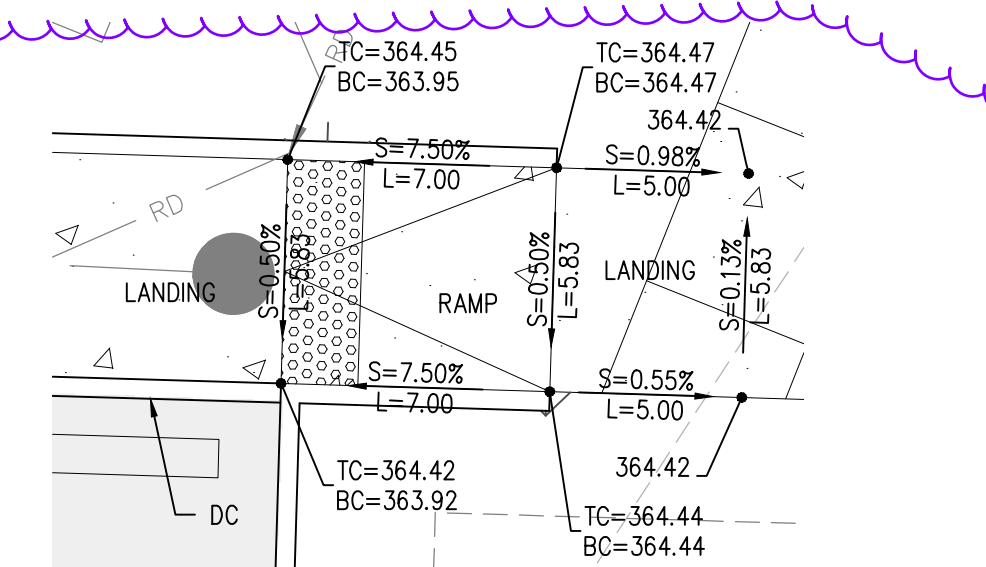 RD
TC=364.45
BC=363.95
TC=364.47
BC=364.47
364.42
S=7.50%
L=7.00
S=0.98%
L=5.00
RD
S=0.50%
L=5.83
S=0.50%
L=5.83
S=0.13%
L=5.83
LANDING
LANDING
RAMP
S=7.50%
L=7.00
S=0.55%
L=5.00
TC=364.42
BC=363.92
364.42
DC
TC=364.44
BC=364.44